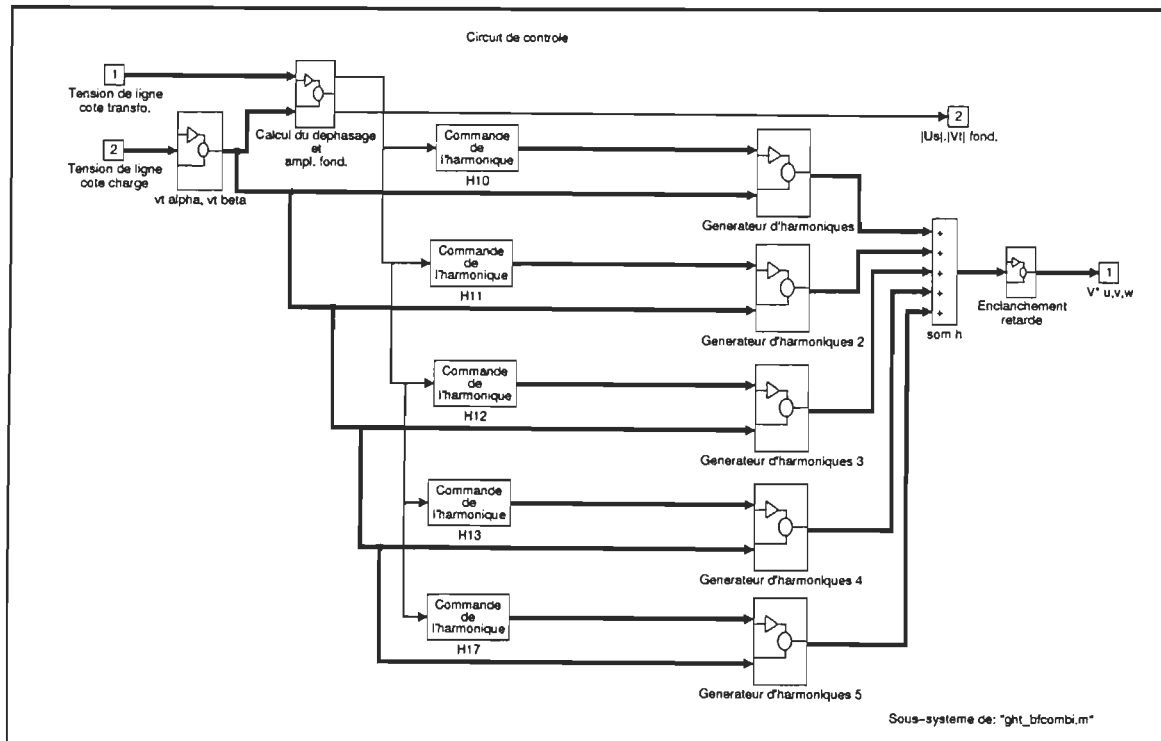 Circuit de controle
1
Tension de ligne
cote transfo.
2
Tension de ligne
cote charge
vt alpha, vt beta
Calcul du dephasage
et
ampl. fond.
2
|Us|.|Vt| fond.
Commande
de
l'harmonique
H10
Generateur d'harmoniques
Commande
de
l'harmonique
H11
Generateur d'harmoniques 2
Commande
de
l'harmonique
H12
Generateur d'harmoniques 3
Commande
de
l'harmonique
H13
Generateur d'harmoniques 4
Commande
de
l'harmonique
H17
Generateur d'harmoniques 5
+
+
+
+
+
som h
Enclanchement
retarde
1
V* u,v,w
Sous-systeme de: "ght_bfcombi.m"